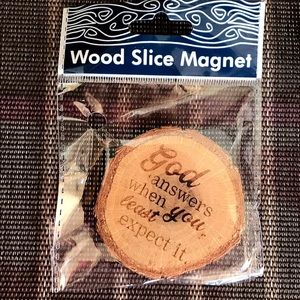 Wood Slice Magnet
God
answers
when you
least
expect it.